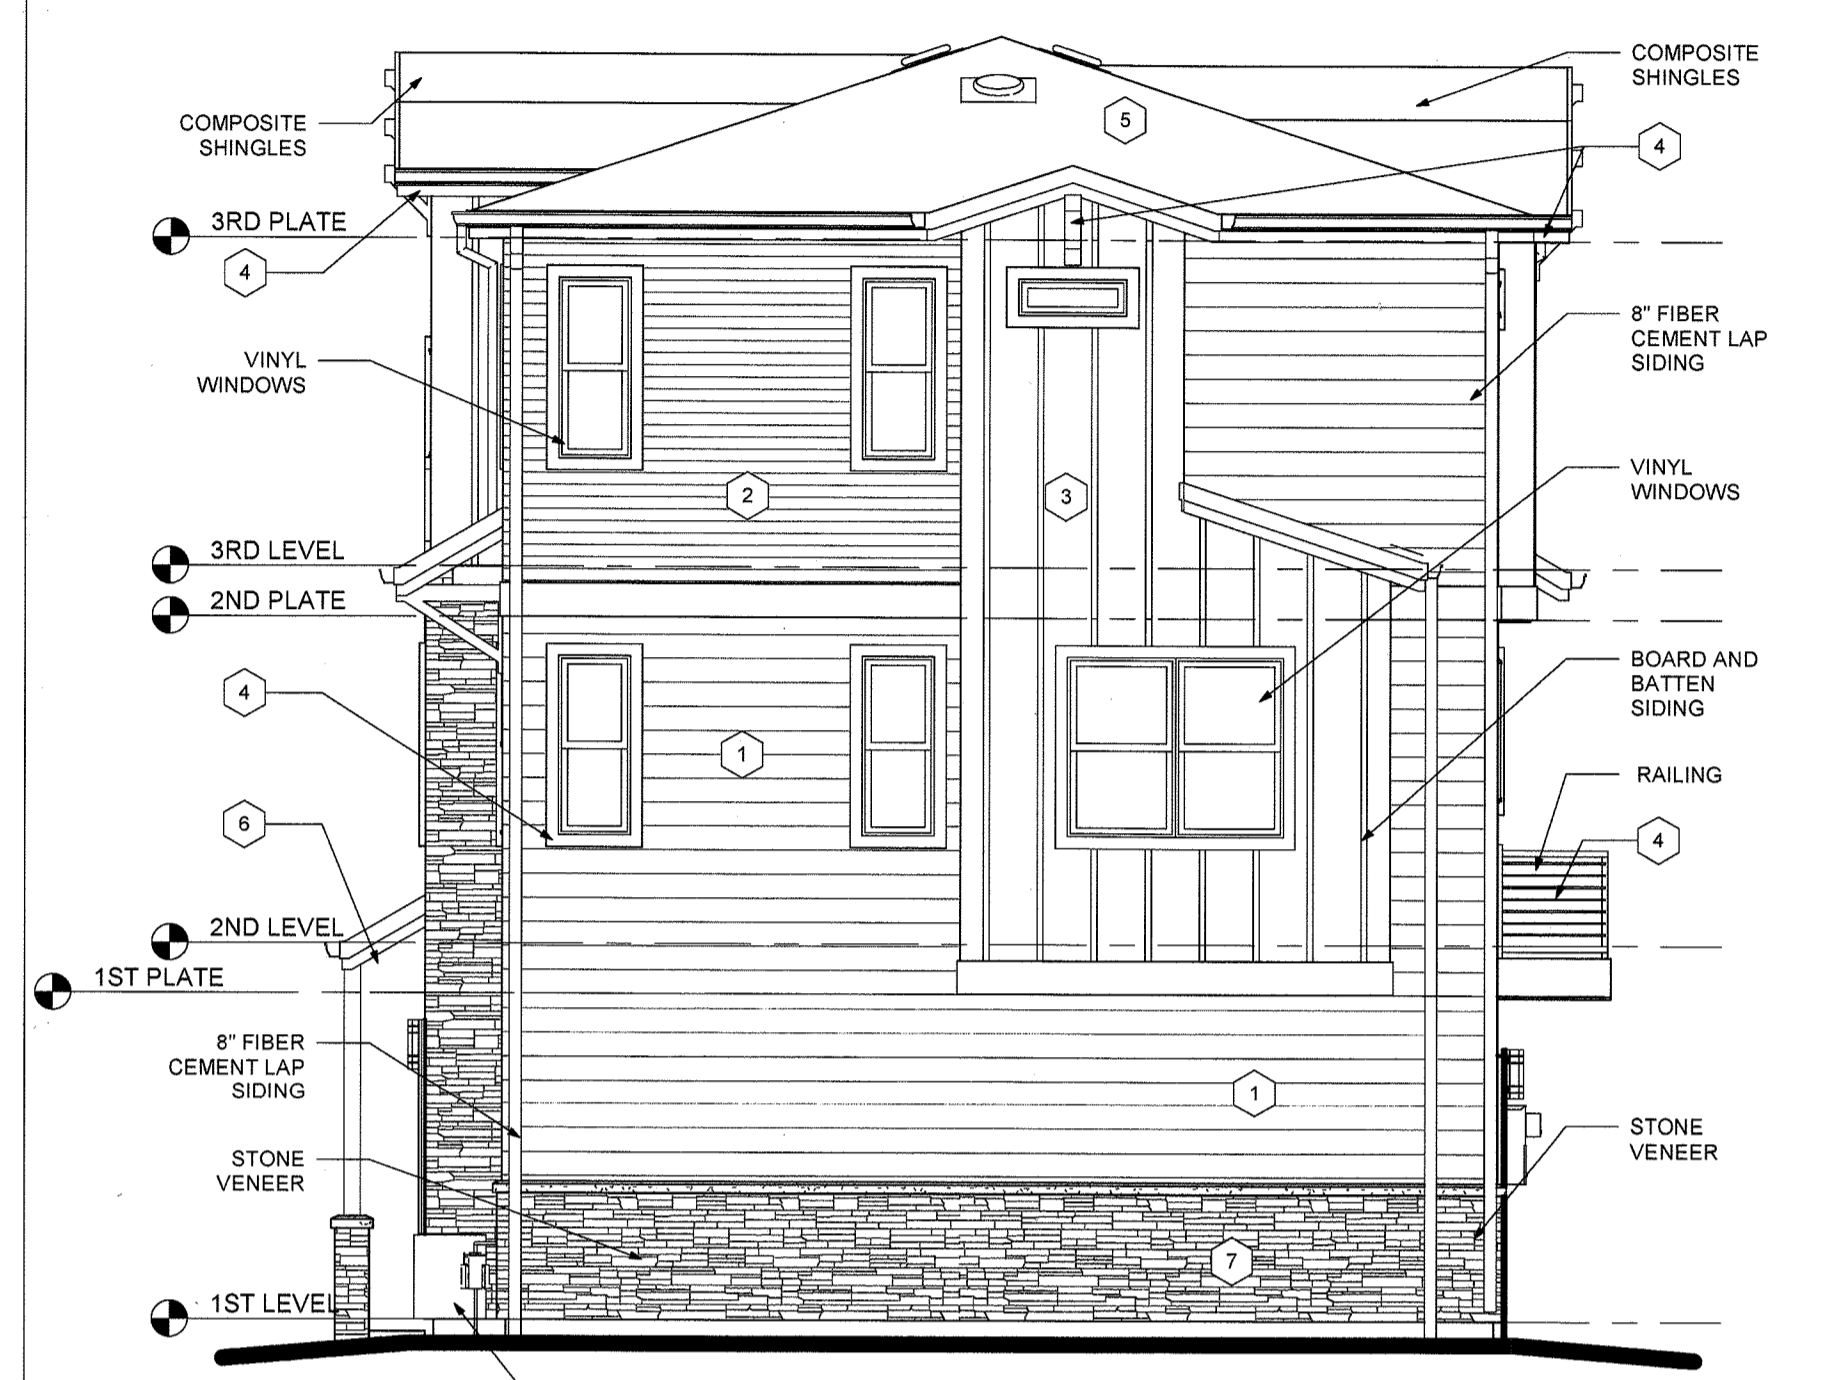 COMPOSITE
SHINGLES
COMPOSITE
SHINGLES
5
4
3RD PLATE
4
8" FIBER
CEMENT LAP
SIDING
VINYL
WINDOWS
VINYL
WINDOWS
2
3
3RD LEVEL
2ND PLATE
BOARD AND
BATTEN
SIDING
4
1
RAILING
6
4
2ND LEVEL
1ST PLATE
8" FIBER
CEMENT LAP
SIDING
1
STONE
VENEER
STONE
VENEER
7
1ST LEVEL